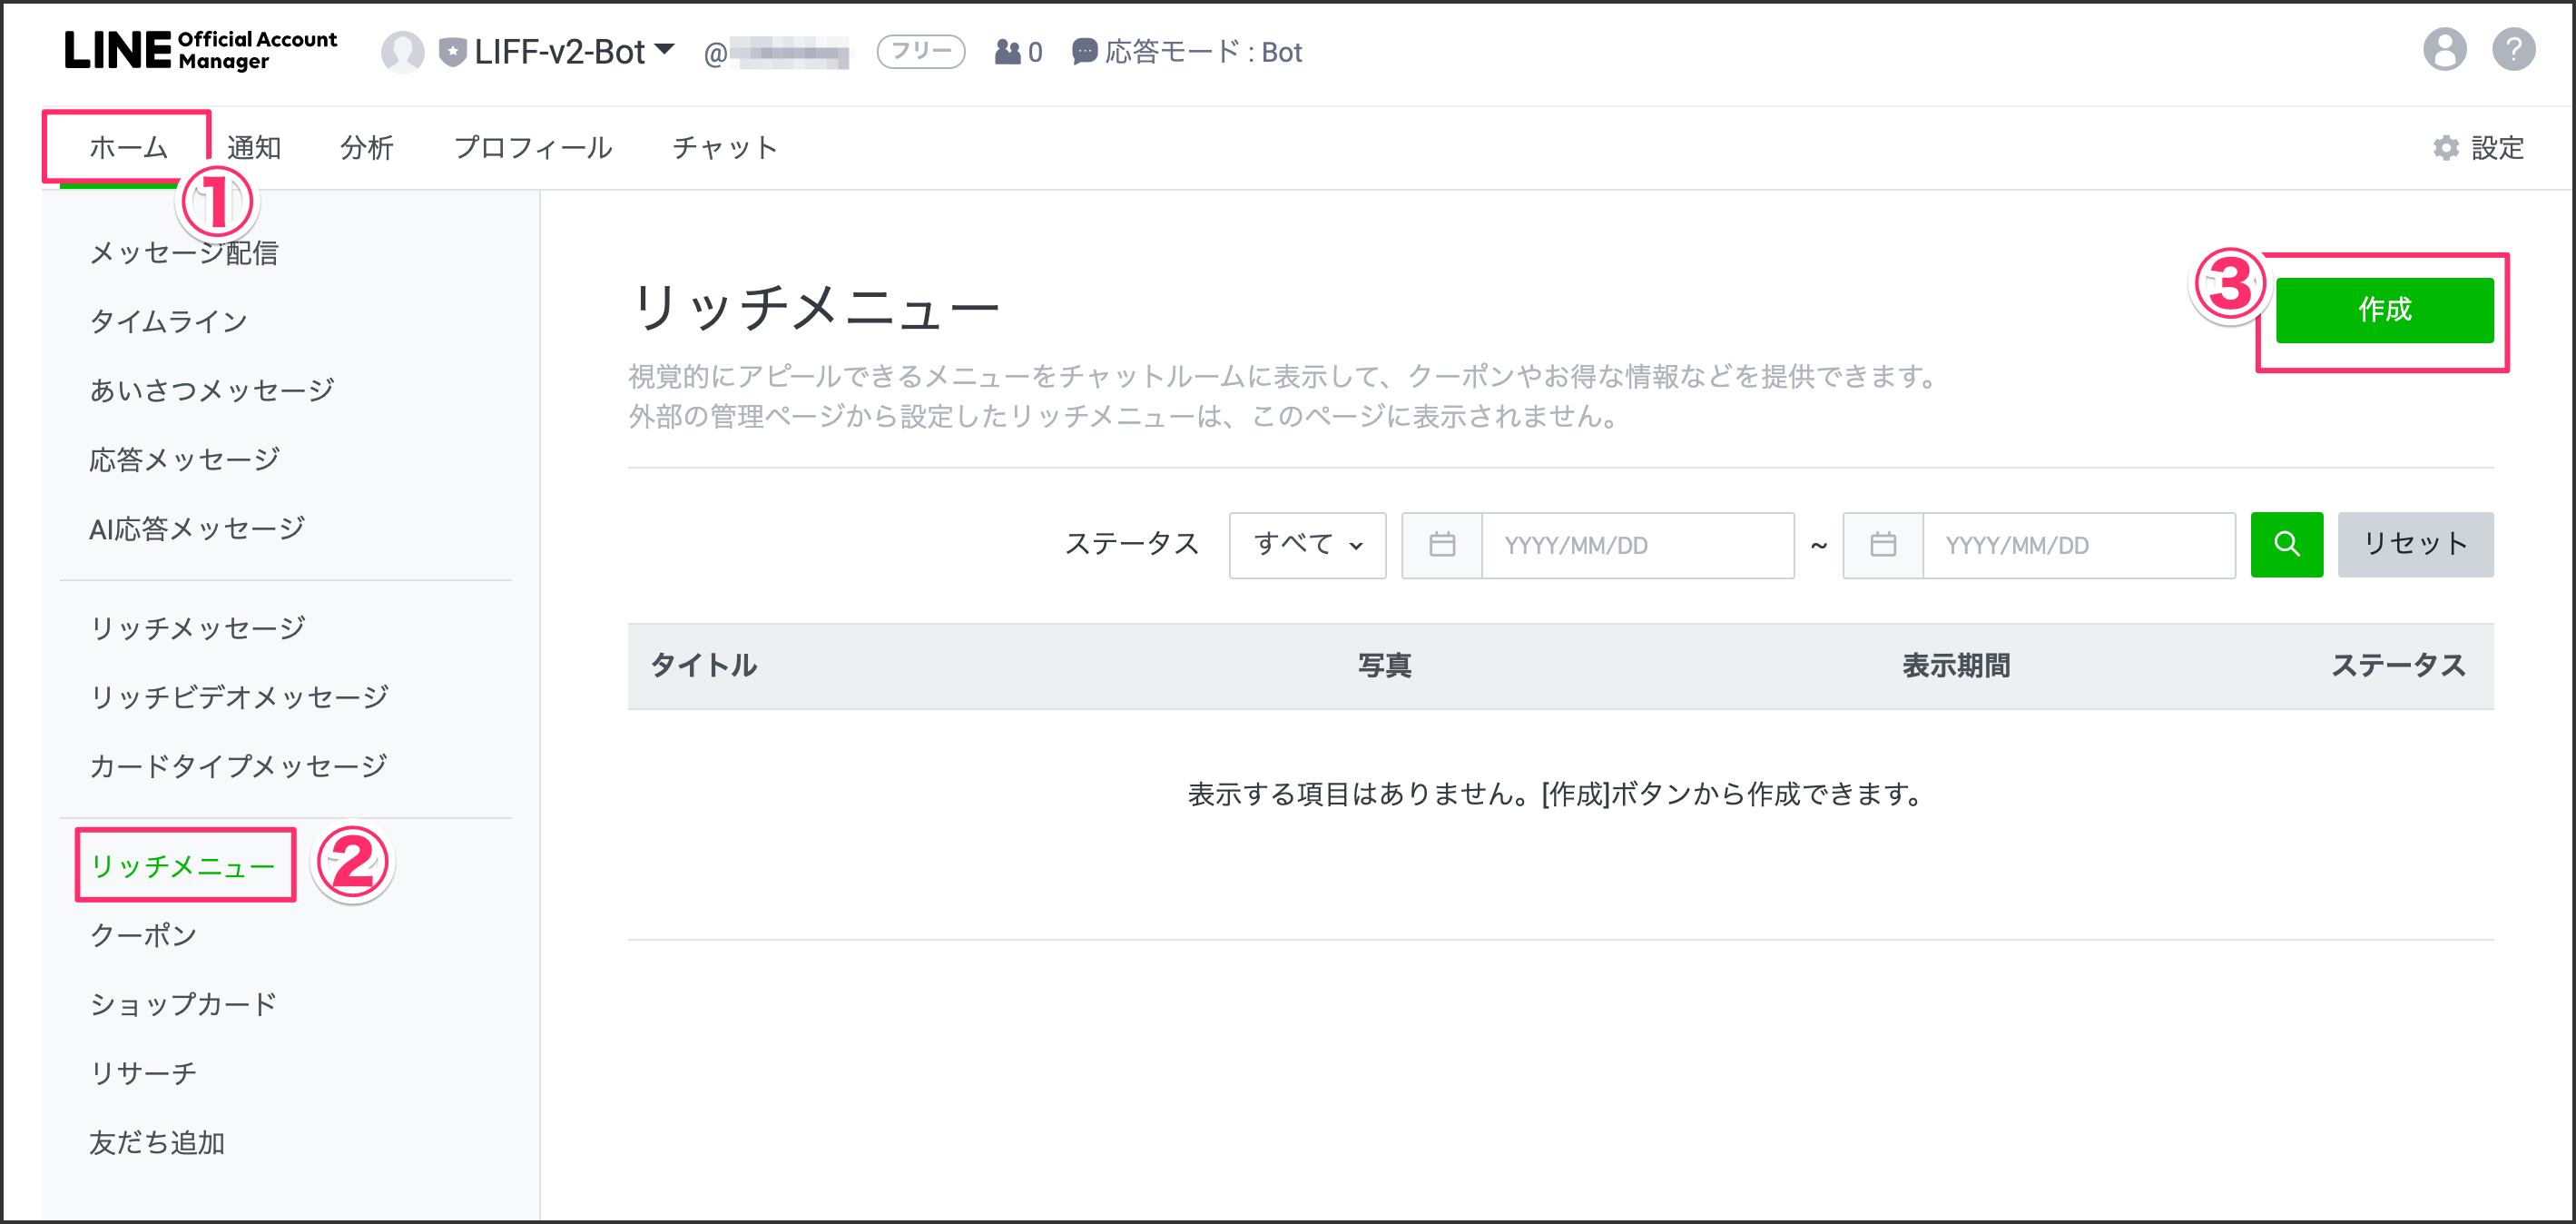 LINE Official Account Manager
LIFF-v2-Bot
@
フリー
0
応答モード : Bot
?
ホーム
通知
分析
プロフィール
チャット
設定
①
メッセージ配信
タイムライン
あいさつメッセージ
応答メッセージ
AI応答メッセージ
リッチメッセージ
リッチビデオメッセージ
カードタイプメッセージ
リッチメニュー
②
クーポン
ショップカード
リサーチ
友だち追加
リッチメニュー
③
作成
視覚的にアピールできるメニューをチャットルームに表示して、クーポンやお得な情報などを提供できます。
外部の管理ページから設定したリッチメニューは、このページに表示されません。
ステータス
すべて
YYYY/MM/DD
~
YYYY/MM/DD
リセット
タイトル
写真
表示期間
ステータス
表示する項目はありません。[作成]ボタンから作成できます。